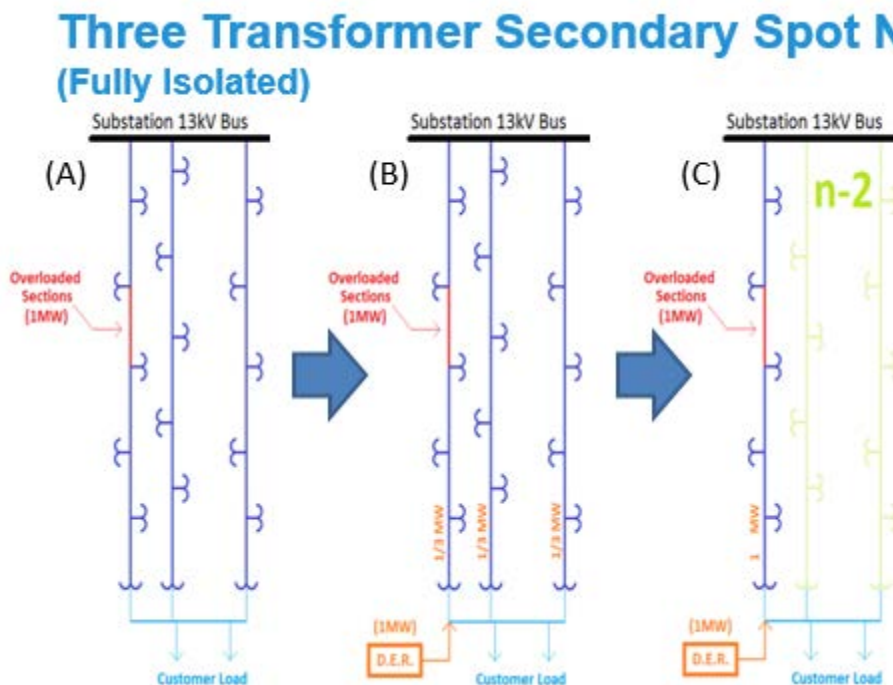 Three Transformer Secondary Spot N
(Fully Isolated)
Substation 13kV Bus
(A)
Overloaded
Sections
(1MW)
Customer Load
Substation 13kV Bus
(B)
Overloaded
Sections
(1MW)
1/3 MW
1/3 MW
1/3 MW
(1MW)
D.E.R.
Customer Load
Substation 13kV Bus
(C)
n-2
Overloaded
Sections
(1MW)
1 MW
(1MW)
D.E.R.
Customer Load